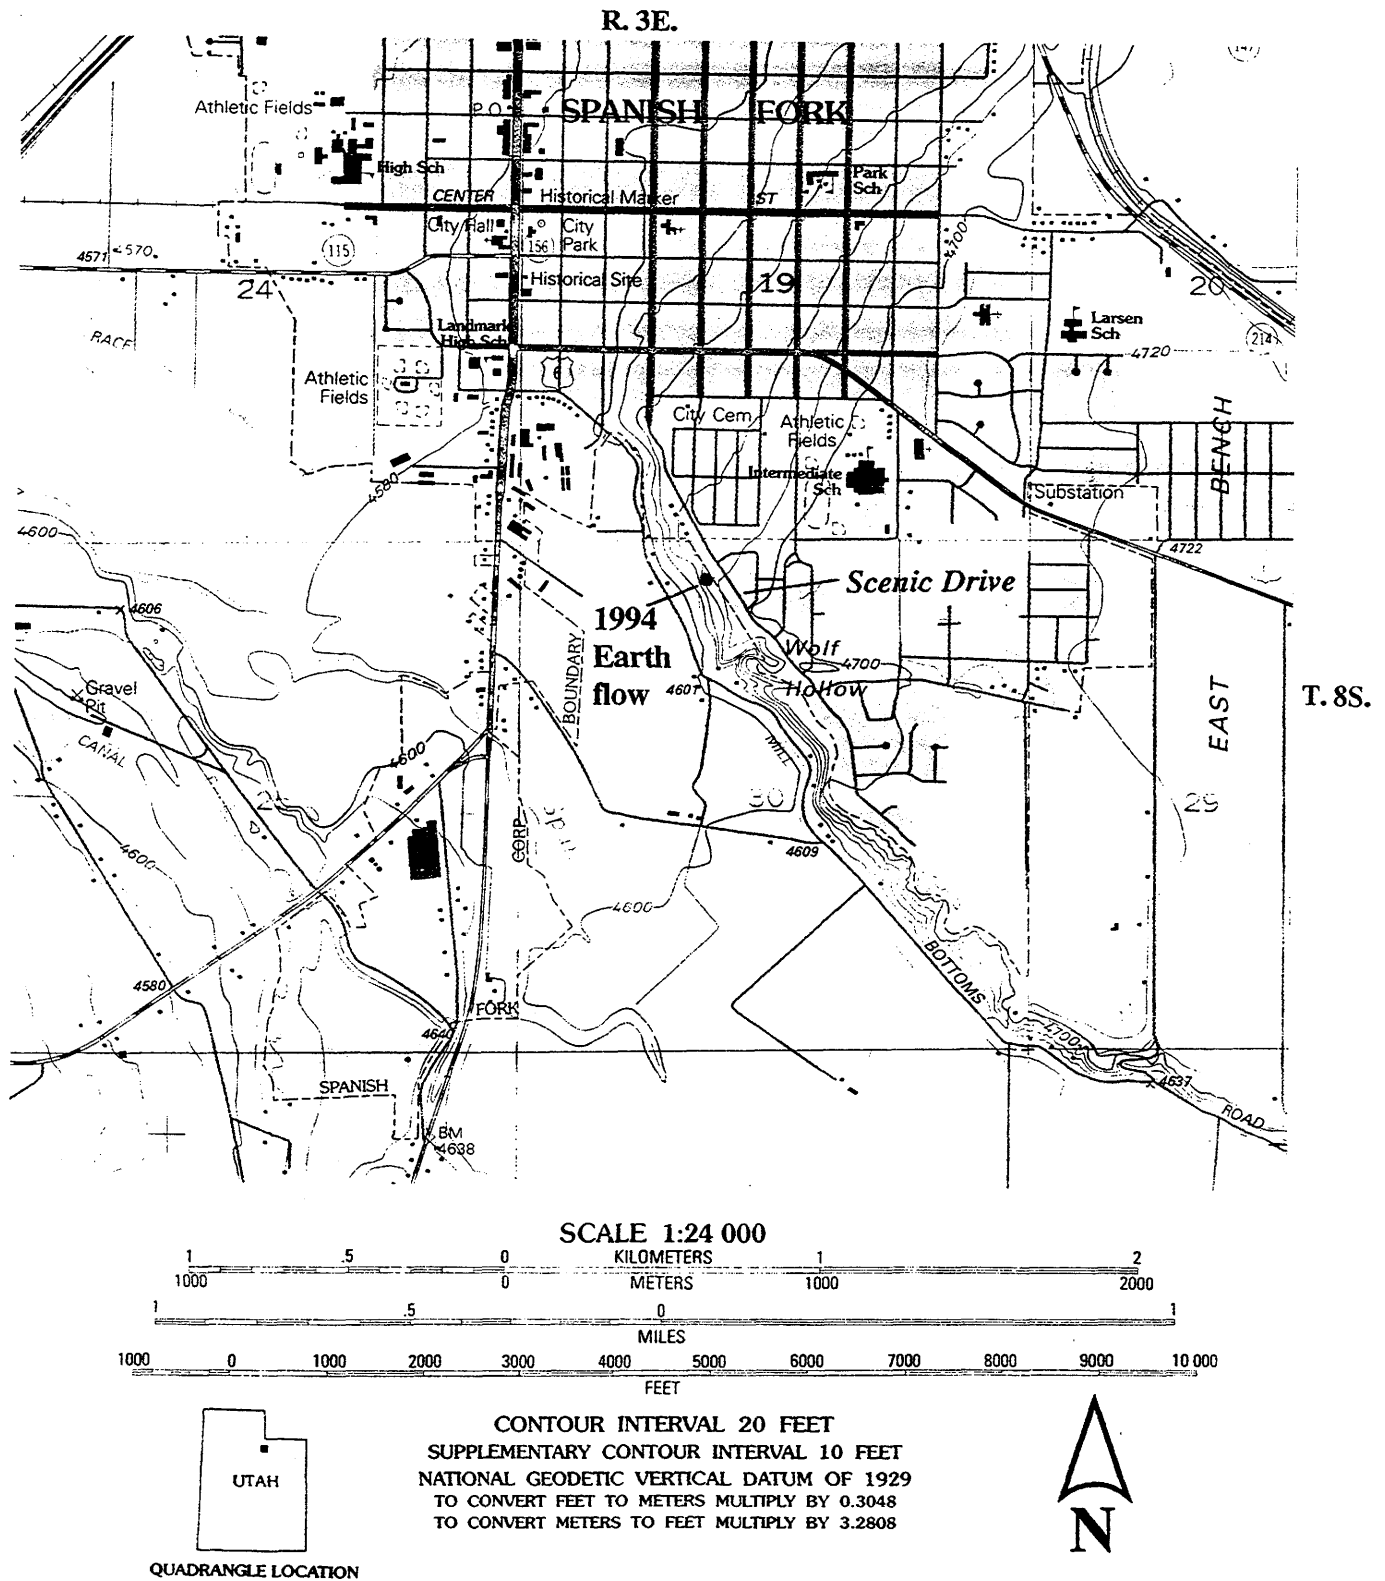 R. 3E.
147
Athletic Fields
P O
SPANISH FORK
High Sch
Park
Sch
CENTER
Historical Marker
ST
City Hall
156
City
Park
115
4700
4571
4570
Historical Site
24
19
20
RACE
Landmark
High Sch
Larsen
Sch
214
4720
6
Athletic
Fields
City Cem
Athletic
Fields
BENCH
Intermediate
Sch
4580
Substation
4600
4722
Scenic Drive
4606
1994
Earth
flow
Wolf
Hollow
4700
BOUNDARY
4601
Gravel
Pit
EAST
T. 8S.
CANAL
4600
MILL
30
29
CORP
4600
4609
4600
BOTTOMS
4580
FORK
4640
4700
SPANISH
4637
ROAD
BM
4638
SCALE 1:24 000
1 .5 0 KILOMETERS 1 2
1000 0 METERS 1000 2000
1 .5 0 1
MILES
1000 0 1000 2000 3000 4000 5000 6000 7000 8000 9000 10 000
FEET
UTAH
QUADRANGLE LOCATION
CONTOUR INTERVAL 20 FEET
SUPPLEMENTARY CONTOUR INTERVAL 10 FEET
NATIONAL GEODETIC VERTICAL DATUM OF 1929
TO CONVERT FEET TO METERS MULTIPLY BY 0.3048
TO CONVERT METERS TO FEET MULTIPLY BY 3.2808
N